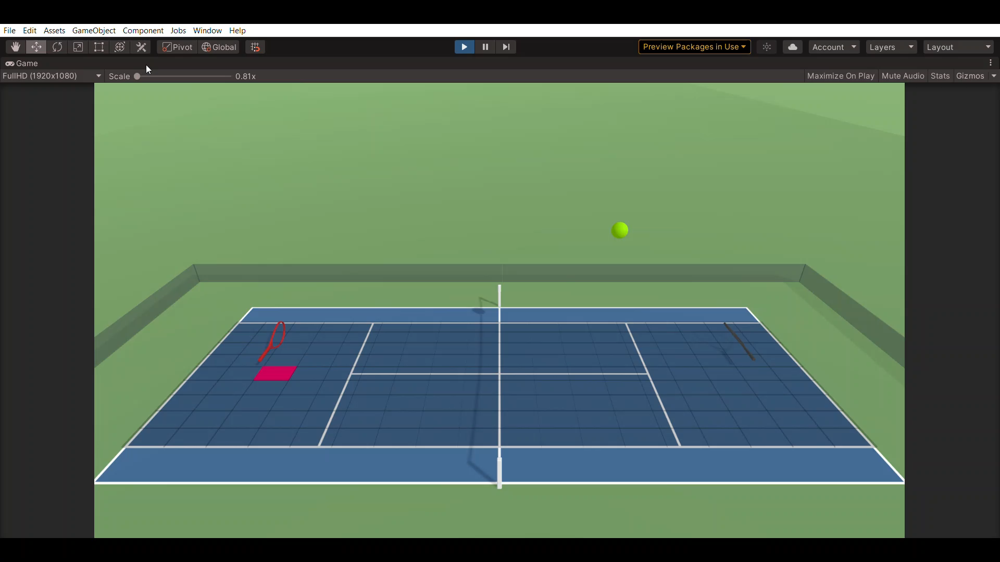 File Edit Assets GameObject Component Jobs Window Help
Pivot Global Preview Packages in Use Account Layers Layout
Game
FullHD (1920x1080) Scale 0.81x Maximize On Play Mute Audio Stats Gizmos